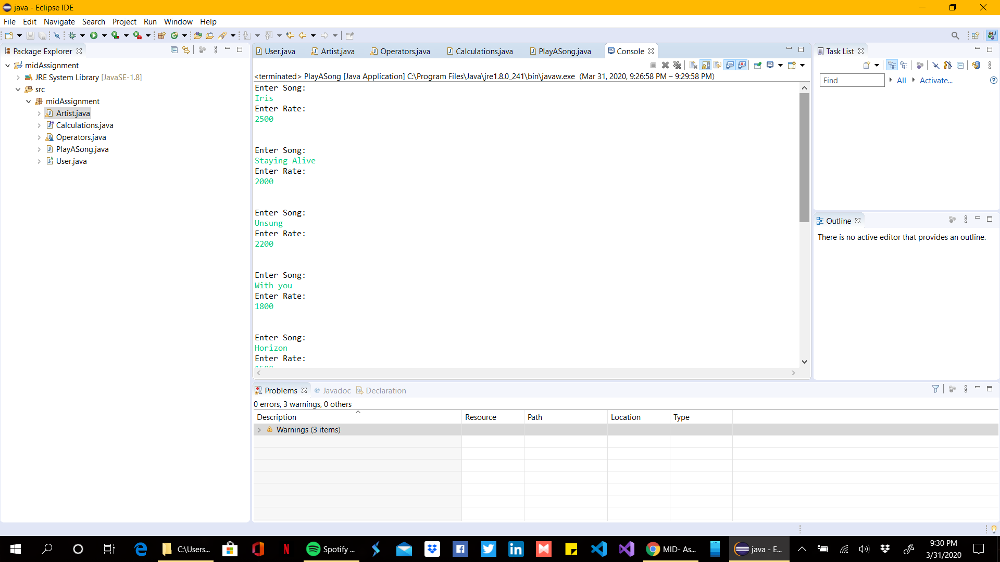 java - Eclipse IDE
File Edit Navigate Search Project Run Window Help
Package Explorer
midAssignment
JRE System Library [JavaSE-1.8]
src
midAssignment
Artist.java
Calculations.java
Operators.java
PlayASong.java
User.java
User.java Artist.java Operators.java Calculations.java PlayASong.java Console
<terminated> PlayASong [Java Application] C:\Program Files\Java\jre1.8.0_241\bin\javaw.exe (Mar 31, 2020, 9:26:58 PM – 9:29:58 PM)
Enter Song:
Iris
Enter Rate:
2500
Enter Song:
Staying Alive
Enter Rate:
2000
Enter Song:
Unsung
Enter Rate:
2200
Enter Song:
With you
Enter Rate:
1800
Enter Song:
Horizon
Enter Rate:
Task List
Find All Activate...
Outline
There is no active editor that provides an outline.
Problems @ Javadoc Declaration
0 errors, 3 warnings, 0 others
Description Resource Path Location Type
Warnings (3 items)
C:\Users... Spotify ... MID- As... java - E...
9:30 PM
3/31/2020